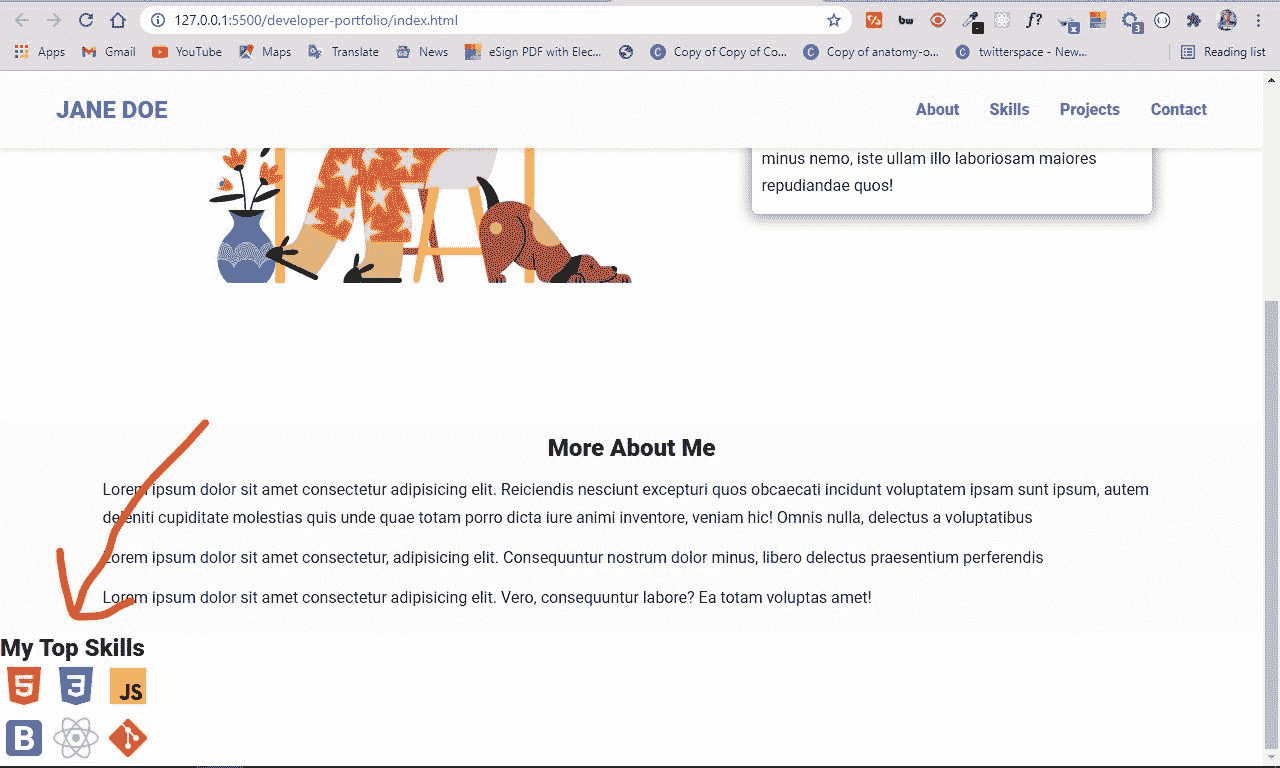 127.0.0.1:5500/developer-portfolio/index.html
bw
f?
x
3
Apps
Gmail
YouTube
Maps
Translate
News
eSign PDF with Elec...
C
Copy of Copy of Co...
C
Copy of anatomy-o...
C
twitterspace - New...
Reading list
JANE DOE
About
Skills
Projects
Contact
minus nemo, iste ullam illo laboriosam maiores
repudiandae quos!
More About Me
Lorem ipsum dolor sit amet consectetur adipisicing elit. Reiciendis nesciunt excepturi quos obcaecati incidunt voluptatem ipsam sunt ipsum, autem
deleniti cupiditate molestias quis unde quae totam porro dicta iure animi inventore, veniam hic! Omnis nulla, delectus a voluptatibus
Lorem ipsum dolor sit amet consectetur, adipisicing elit. Consequuntur nostrum dolor minus, libero delectus praesentium perferendis
Lorem ipsum dolor sit amet consectetur adipisicing elit. Vero, consequuntur labore? Ea totam voluptas amet!
My Top Skills
5 3 JS
B